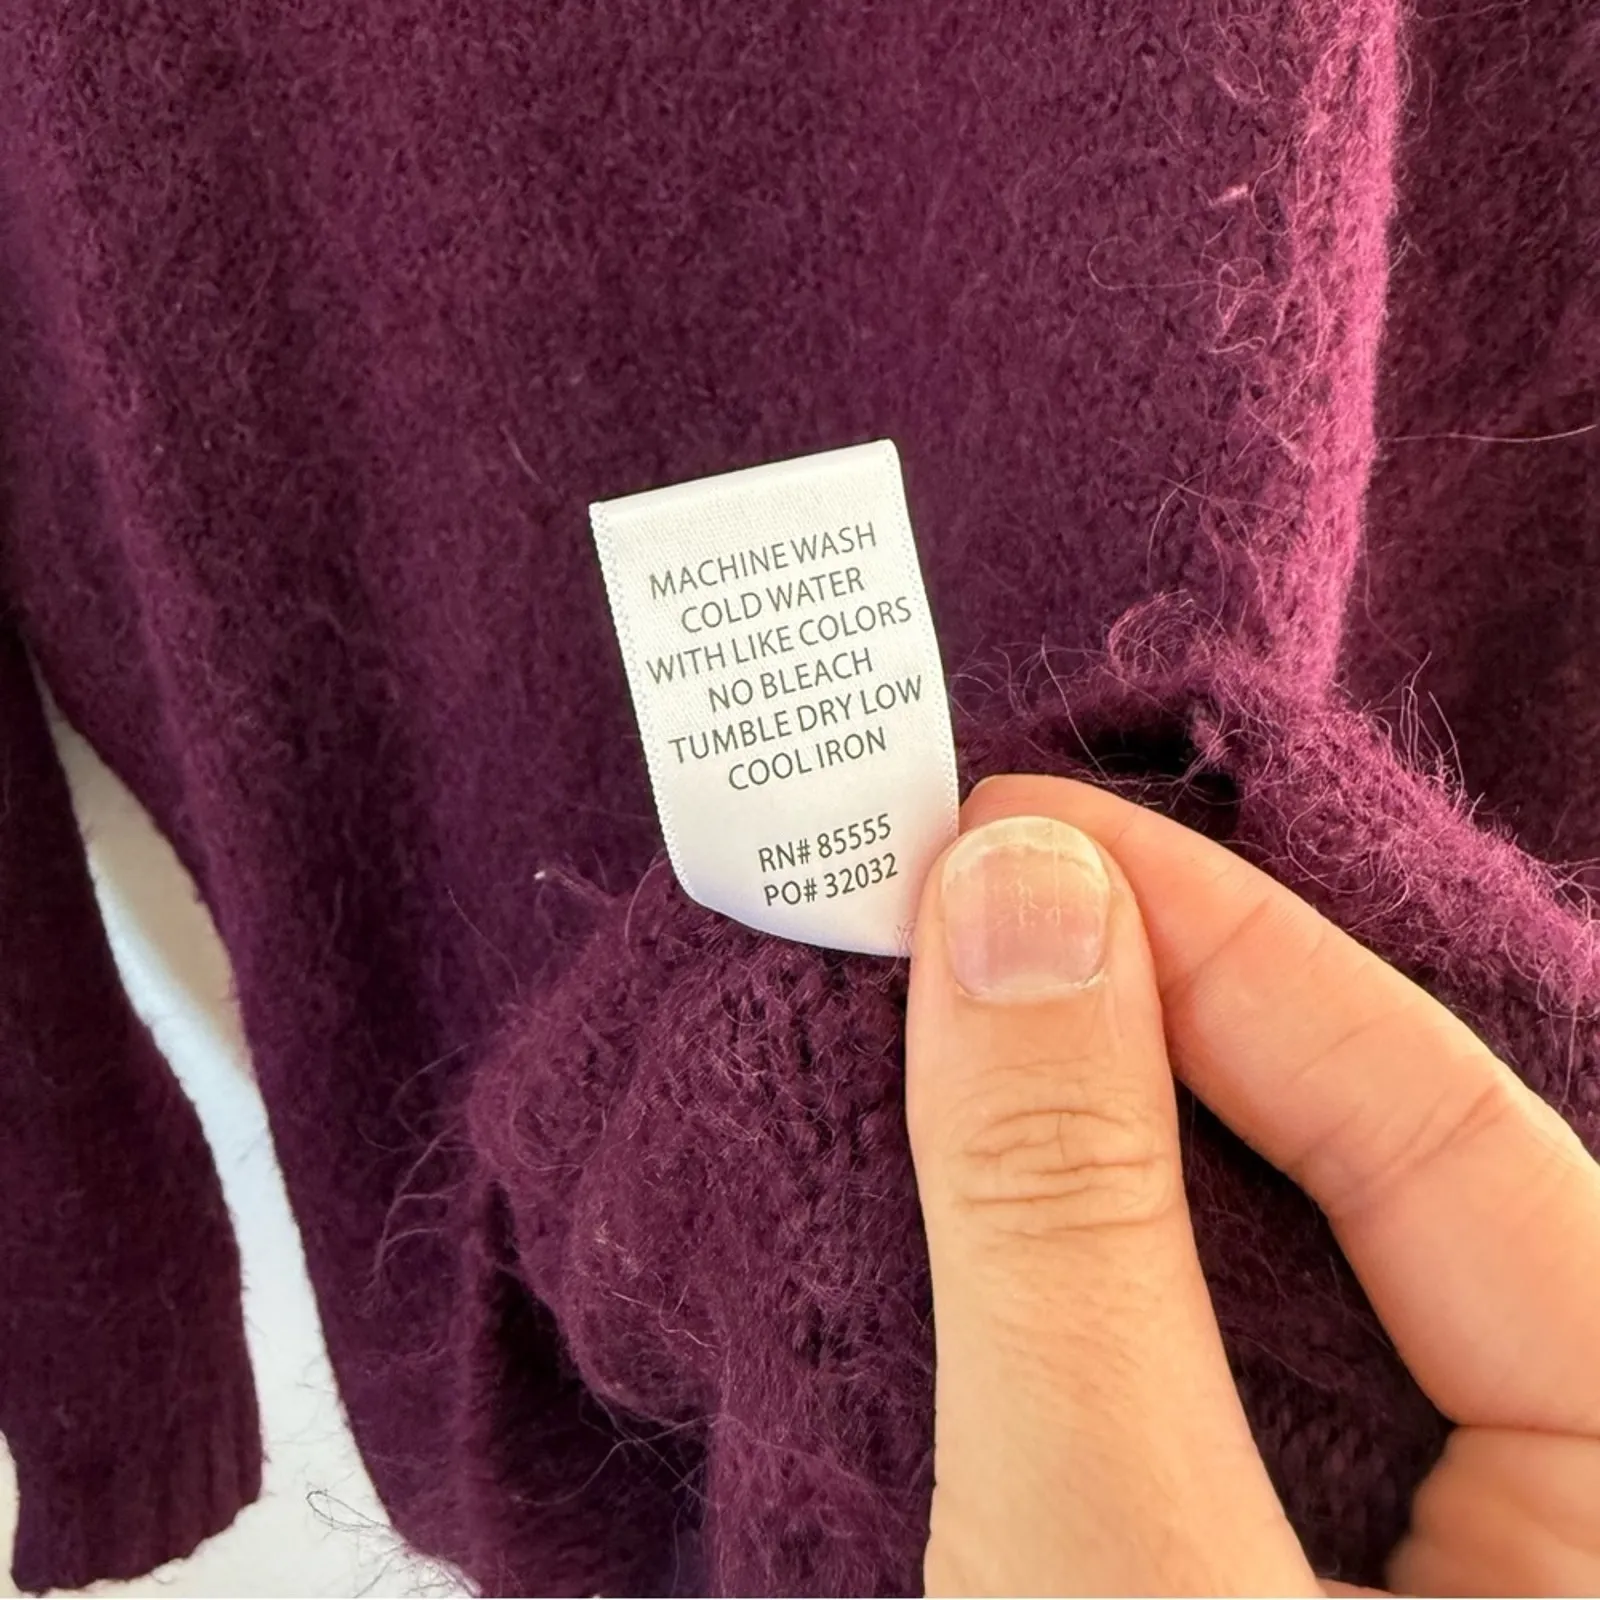 MACHINE WASH
COLD WATER
WITH LIKE COLORS
NO BLEACH
TUMBLE DRY LOW
COOL IRON
RN# 85555
PO# 32032